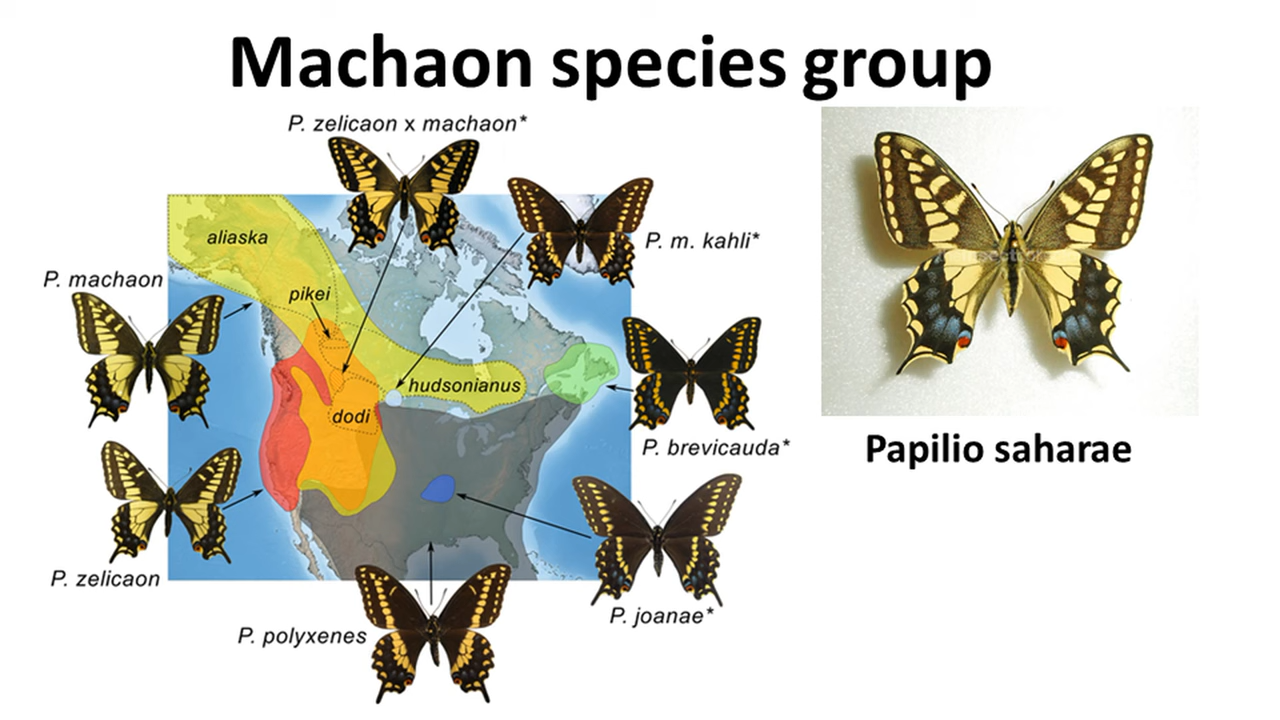 Machaon species group
P. zelicaon x machaon*
P. m. kahli*
aliaska
P. machaon
pikei
hudsonianus
dodi
P. brevicauda*
Papilio saharae
P. zelicaon
P. joanae*
P. polyxenes